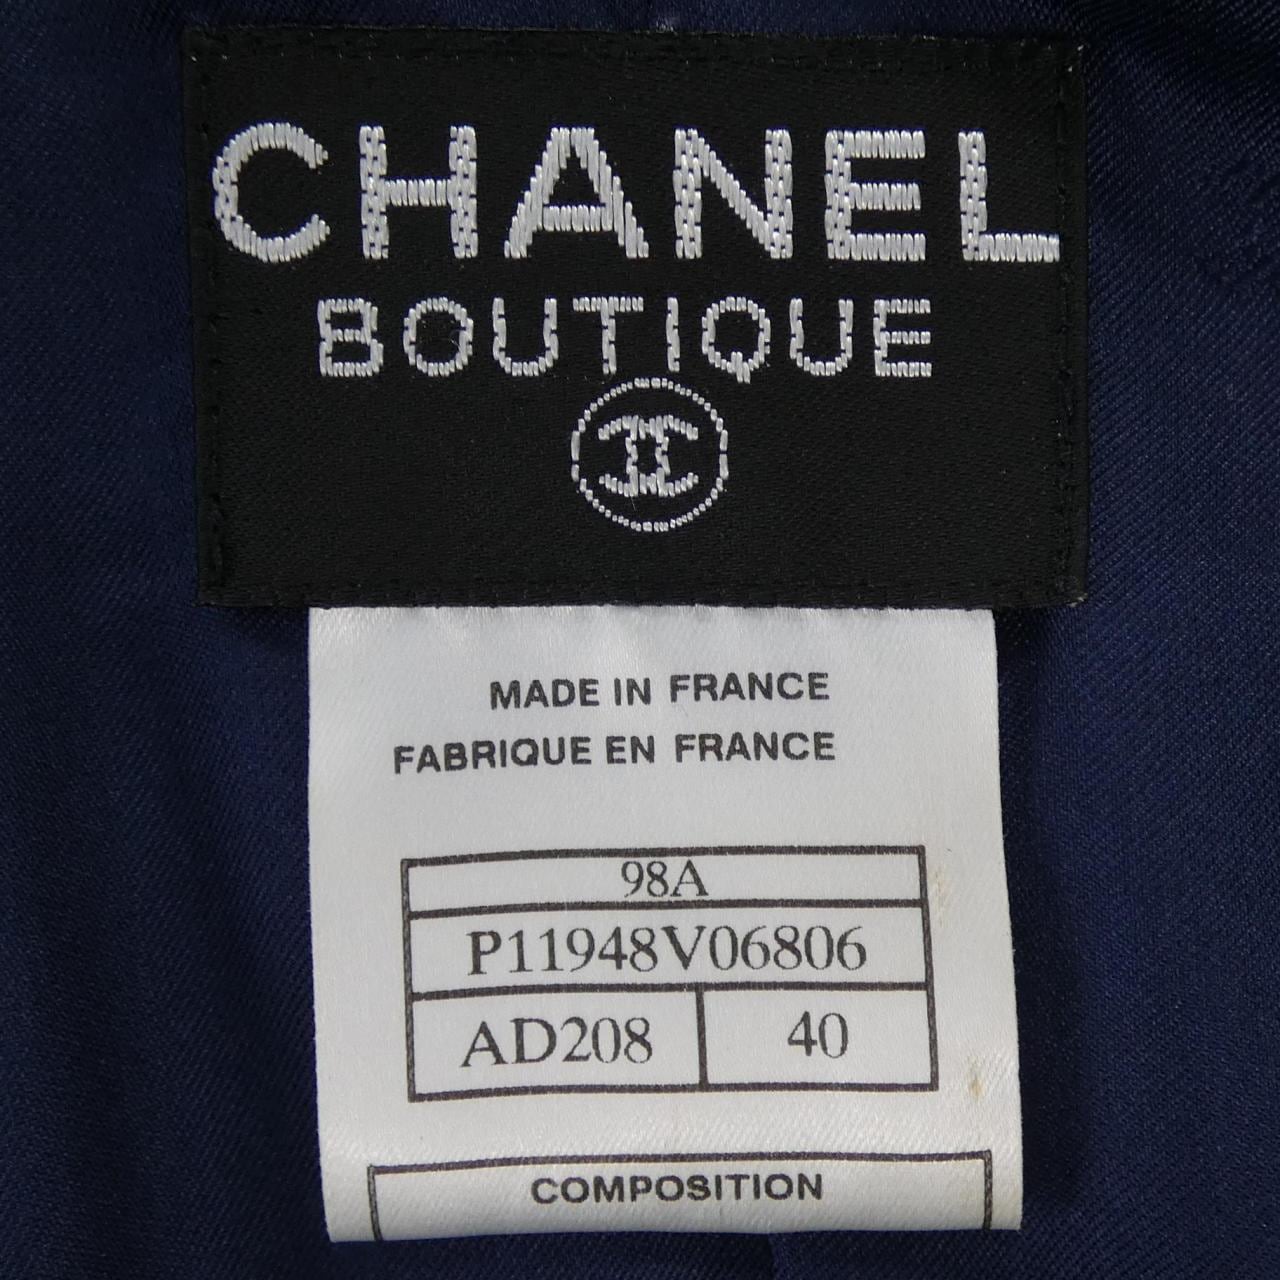 CHANEL
BOUTIQUE
MADE IN FRANCE
FABRIQUE EN FRANCE
98A
P11948V06806
AD208 40
COMPOSITION